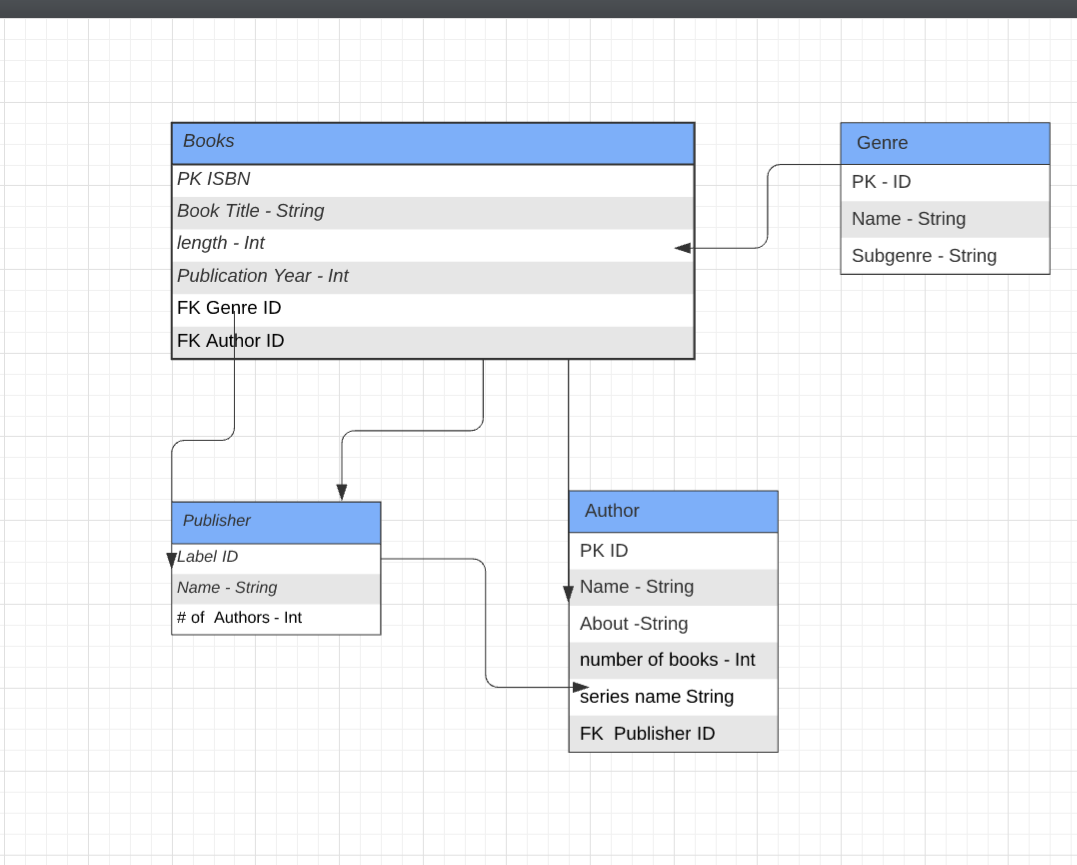 Books
PK ISBN
Book Title - String
length - Int
Publication Year - Int
FK Genre ID
FK Author ID
Genre
PK - ID
Name - String
Subgenre - String
Publisher
Label ID
Name - String
# of  Authors - Int
Author
PK ID
Name - String
About -String
number of books - Int
series name String
FK  Publisher ID